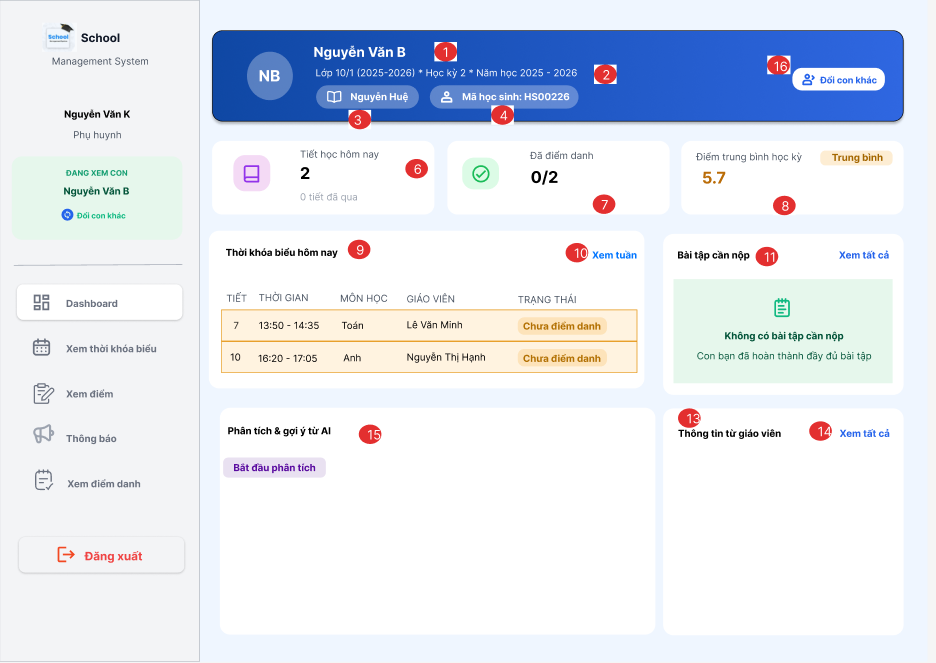 School
School
Management System
Nguyễn Văn K
Phụ huynh
ĐANG XEM CON
Nguyễn Văn B
Đổi con khác
Dashboard
Xem thời khóa biểu
Xem điểm
Thông báo
Xem điểm danh
Đăng xuất
NB
Nguyễn Văn B
1
Lớp 10/1 (2025-2026) * Học kỳ 2 * Năm học 2025 - 2026
2
Nguyễn Huệ
Mã học sinh: HS00226
3
4
16
Đổi con khác
Tiết học hôm nay
2
6
0 tiết đã qua
Đã điểm danh
0/2
7
Điểm trung bình học kỳ
Trung bình
5.7
8
Thời khóa biểu hôm nay
9
10
Xem tuần
TIẾT THỜI GIAN MÔN HỌC GIÁO VIÊN TRẠNG THÁI
7 13:50 - 14:35 Toán Lê Văn Minh Chưa điểm danh
10 16:20 - 17:05 Anh Nguyễn Thị Hạnh Chưa điểm danh
Bài tập cần nộp
11
Xem tất cả
Không có bài tập cần nộp
Con bạn đã hoàn thành đầy đủ bài tập
Phân tích & gợi ý từ AI
15
Bắt đầu phân tích
13
Thông tin từ giáo viên
14
Xem tất cả